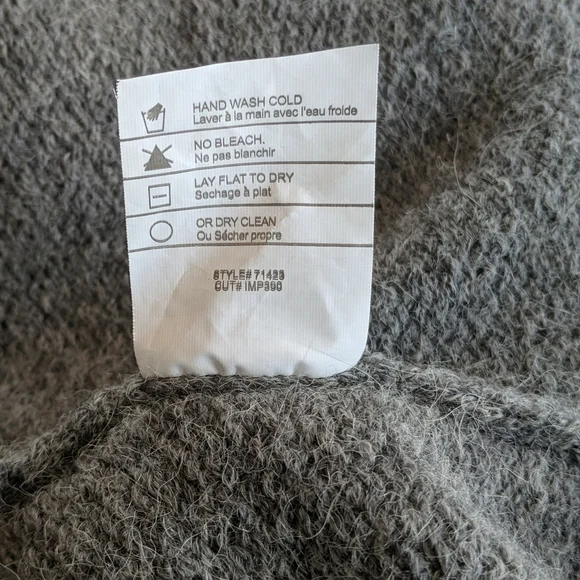 HAND WASH COLD
Laver à la main avec l'eau froide
NO BLEACH.
Ne pas blanchir
LAY FLAT TO DRY
Sechage à plat
OR DRY CLEAN
Ou Sécher propre
STYLE# 71423
CUT# IMP390